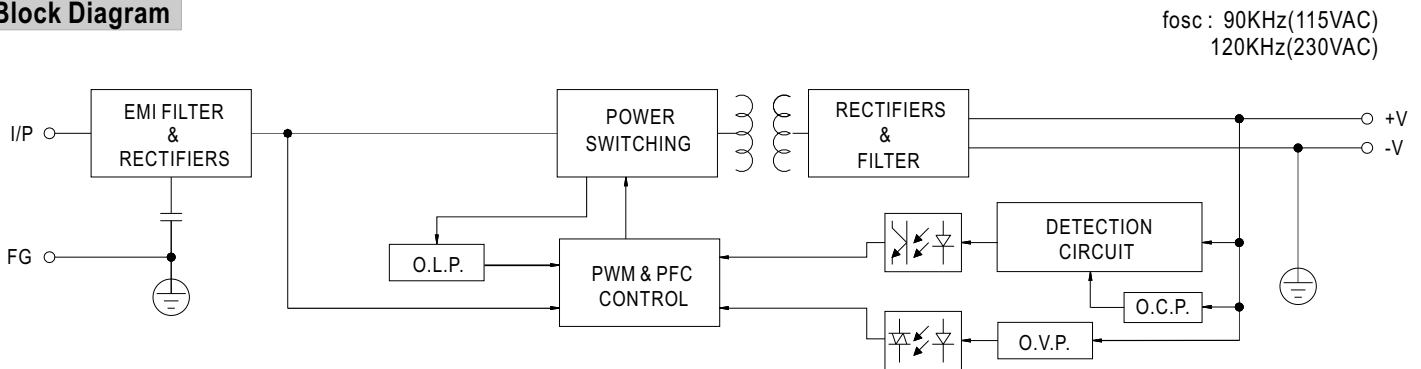 Block Diagram
fosc : 90KHz(115VAC)
120KHz(230VAC)
I/P
EMI FILTER
&
RECTIFIERS
POWER
SWITCHING
RECTIFIERS
&
FILTER
+V
-V
FG
O.L.P.
PWM & PFC
CONTROL
DETECTION
CIRCUIT
O.C.P.
O.V.P.